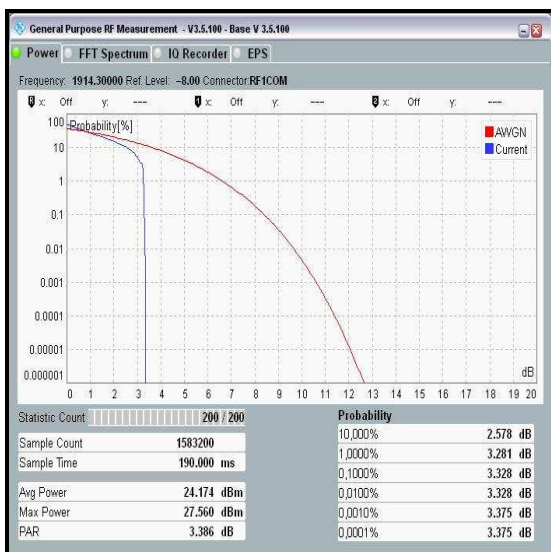 General Purpose RF Measurement - V3.5.100 - Base V 3.5.100
Power FFT Spectrum IQ Recorder EPS
Frequency: 1914.30000 Ref. Level: -8.00 Connector: RF1COM
x: Off y: --- 1 x: Off y: --- 2 x: Off y: ---
Probability[%]
AWGN
Current
100
10
1
0.1
0.01
0.001
0.0001
0.00001
0.000001
dB
0 1 2 3 4 5 6 7 8 9 10 11 12 13 14 15 16 17 18 19 20
Statistic Count 200 / 200
Sample Count 1583200
Sample Time 190.000 ms
Avg Power 24.174 dBm
Max Power 27.560 dBm
PAR 3.386 dB
Probability
10,000% 2.578 dB
1,0000% 3.281 dB
0,1000% 3.328 dB
0,0100% 3.328 dB
0,0010% 3.375 dB
0,0001% 3.375 dB